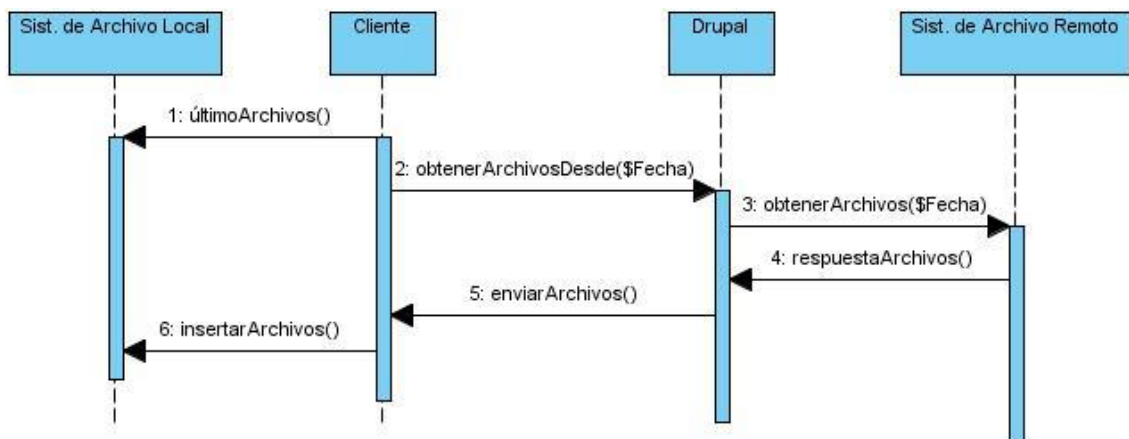 Sist. de Archivo Local
Cliente
Drupal
Sist. de Archivo Remoto
1: últimoArchivos()
2: obtenerArchivosDesde($Fecha)
3: obtenerArchivos($Fecha)
4: respuestaArchivos()
5: enviarArchivos()
6: insertarArchivos()